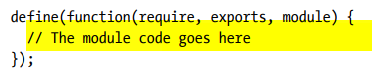 define(function(require, exports, module) {
  // The module code goes here
});